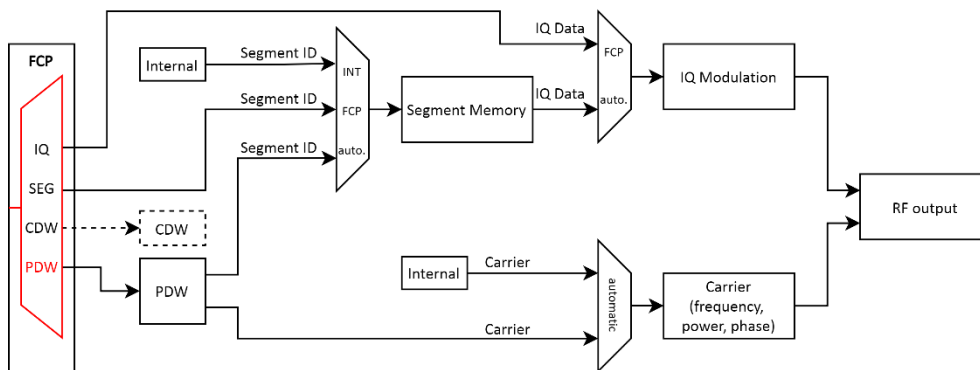 FCP
IQ
SEG
CDW
PDW
Internal
Segment ID
Segment ID
Segment ID
INT
FCP
auto.
Segment Memory
IQ Data
IQ Data
FCP
auto.
IQ Modulation
CDW
PDW
Internal
Carrier
Carrier
automatic
Carrier
(frequency,
power, phase)
RF output